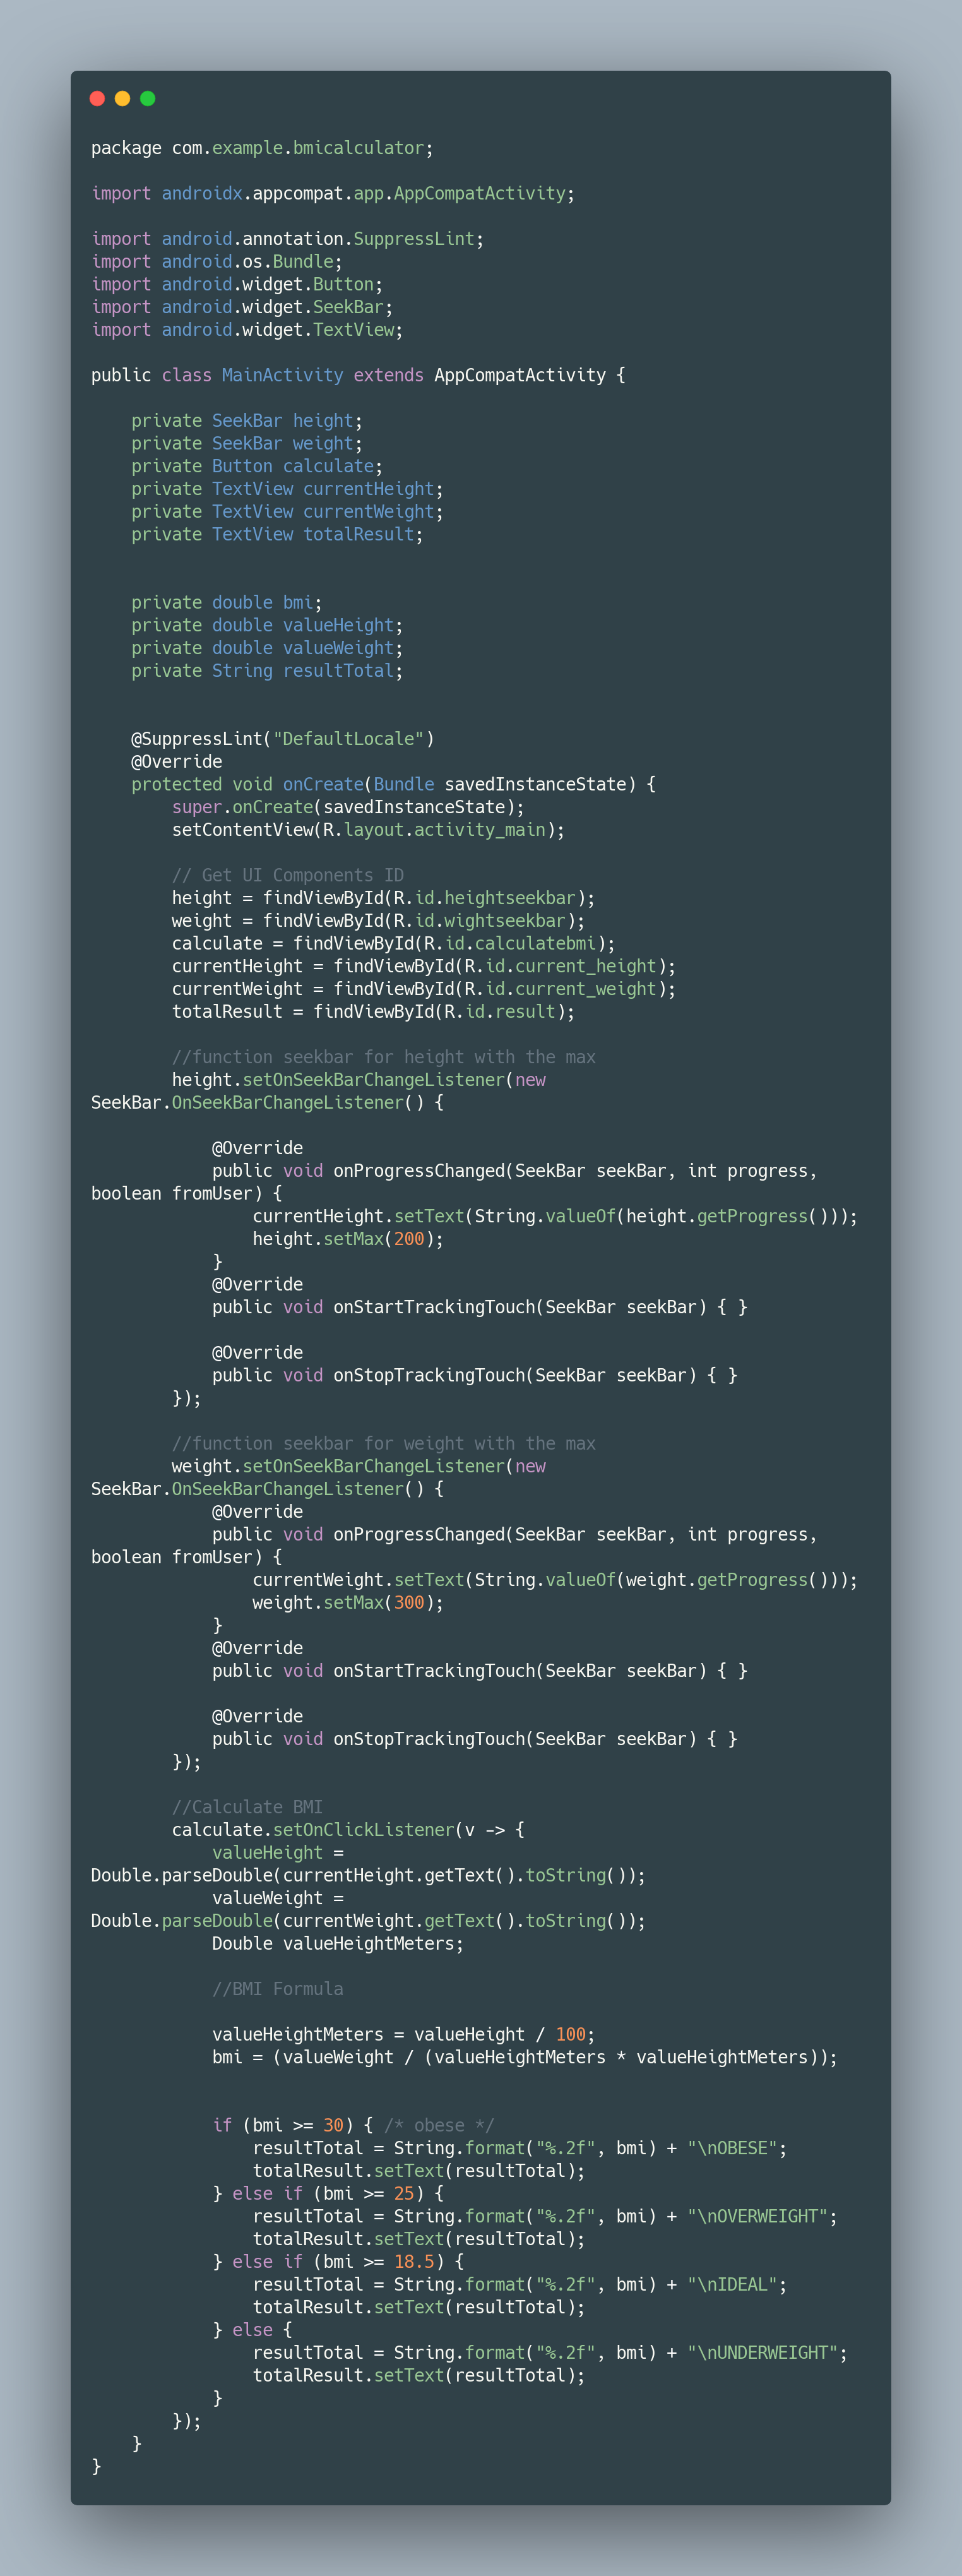 package com.example.bmicalculator;

import androidx.appcompat.app.AppCompatActivity;

import android.annotation.SuppressLint;
import android.os.Bundle;
import android.widget.Button;
import android.widget.SeekBar;
import android.widget.TextView;

public class MainActivity extends AppCompatActivity {

    private SeekBar height;
    private SeekBar weight;
    private Button calculate;
    private TextView currentHeight;
    private TextView currentWeight;
    private TextView totalResult;


    private double bmi;
    private double valueHeight;
    private double valueWeight;
    private String resultTotal;


    @SuppressLint("DefaultLocale")
    @Override
    protected void onCreate(Bundle savedInstanceState) {
        super.onCreate(savedInstanceState);
        setContentView(R.layout.activity_main);

        // Get UI Components ID
        height = findViewById(R.id.heightseekbar);
        weight = findViewById(R.id.wightseekbar);
        calculate = findViewById(R.id.calculatebmi);
        currentHeight = findViewById(R.id.current_height);
        currentWeight = findViewById(R.id.current_weight);
        totalResult = findViewById(R.id.result);

        //function seekbar for height with the max
        height.setOnSeekBarChangeListener(new
SeekBar.OnSeekBarChangeListener() {

            @Override
            public void onProgressChanged(SeekBar seekBar, int progress,
boolean fromUser) {
                currentHeight.setText(String.valueOf(height.getProgress()));
                height.setMax(200);
            }
            @Override
            public void onStartTrackingTouch(SeekBar seekBar) { }

            @Override
            public void onStopTrackingTouch(SeekBar seekBar) { }
        });

        //function seekbar for weight with the max
        weight.setOnSeekBarChangeListener(new
SeekBar.OnSeekBarChangeListener() {
            @Override
            public void onProgressChanged(SeekBar seekBar, int progress,
boolean fromUser) {
                currentWeight.setText(String.valueOf(weight.getProgress()));
                weight.setMax(300);
            }
            @Override
            public void onStartTrackingTouch(SeekBar seekBar) { }

            @Override
            public void onStopTrackingTouch(SeekBar seekBar) { }
        });

        //Calculate BMI
        calculate.setOnClickListener(v -> {
            valueHeight =
Double.parseDouble(currentHeight.getText().toString());
            valueWeight =
Double.parseDouble(currentWeight.getText().toString());
            Double valueHeightMeters;

            //BMI Formula

            valueHeightMeters = valueHeight / 100;
            bmi = (valueWeight / (valueHeightMeters * valueHeightMeters));


            if (bmi >= 30) { /* obese */
                resultTotal = String.format("%.2f", bmi) + "\nOBESE";
                totalResult.setText(resultTotal);
            } else if (bmi >= 25) {
                resultTotal = String.format("%.2f", bmi) + "\nOVERWEIGHT";
                totalResult.setText(resultTotal);
            } else if (bmi >= 18.5) {
                resultTotal = String.format("%.2f", bmi) + "\nIDEAL";
                totalResult.setText(resultTotal);
            } else {
                resultTotal = String.format("%.2f", bmi) + "\nUNDERWEIGHT";
                totalResult.setText(resultTotal);
            }
        });
    }
}